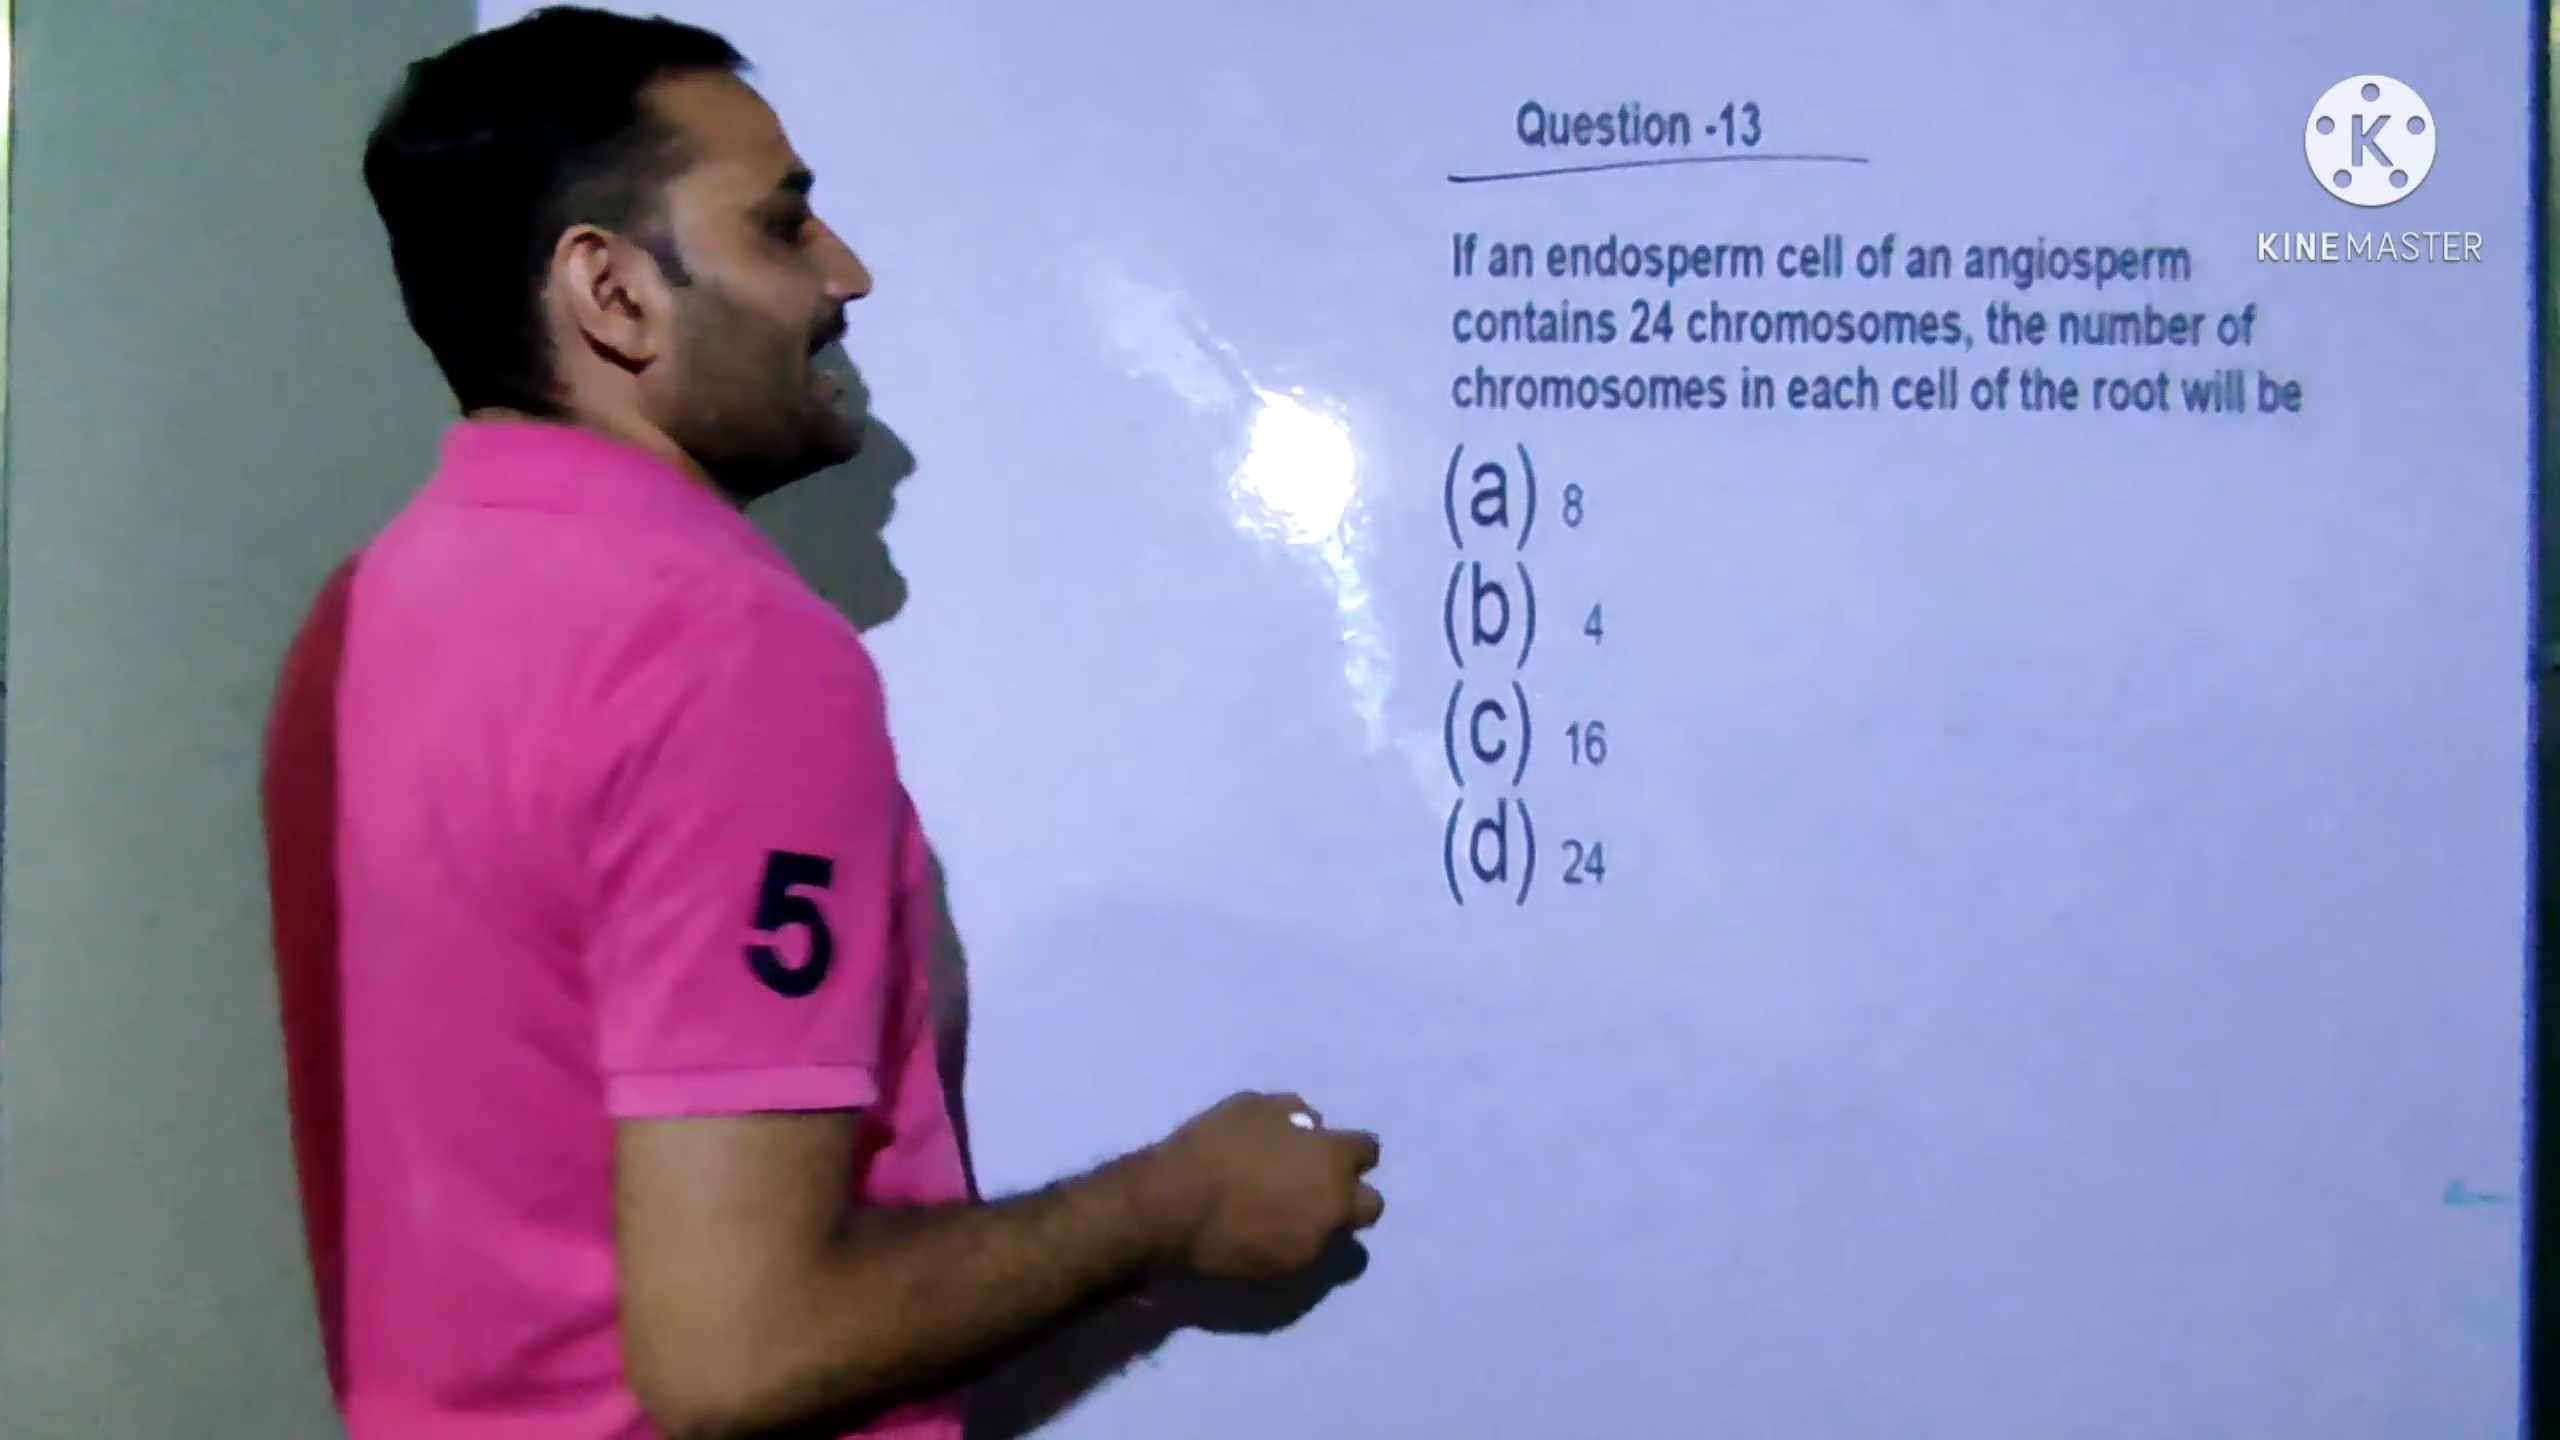 Question -13
K
KINEMASTER
If an endosperm cell of an angiosperm
contains 24 chromosomes, the number of
chromosomes in each cell of the root will be
(a) 8
(b) 4
(c) 16
(d) 24
5